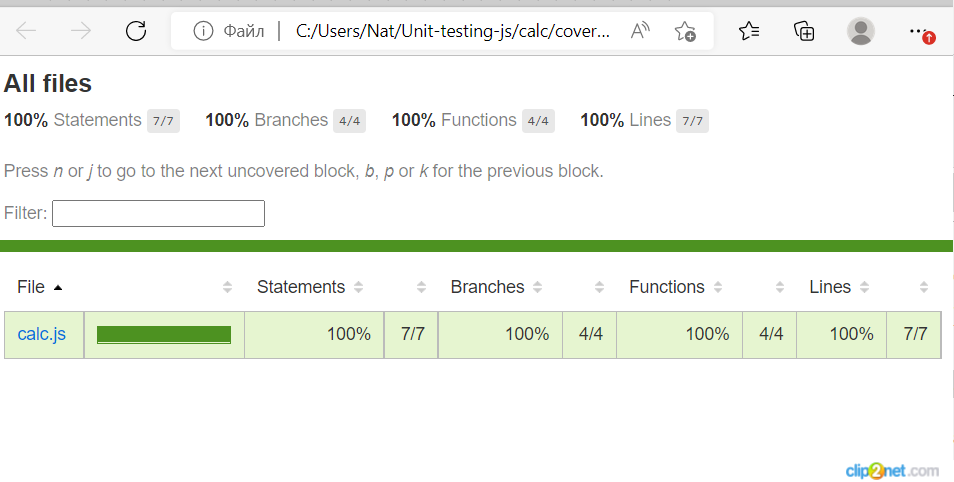 Файл | C:/Users/Nat/Unit-testing-js/calc/cover...
All files
100% Statements 7/7 100% Branches 4/4 100% Functions 4/4 100% Lines 7/7
Press n or j to go to the next uncovered block, b, p or k for the previous block.
Filter:
File Statements Branches Functions Lines
calc.js 100% 7/7 100% 4/4 100% 4/4 100% 7/7
clip2net.com